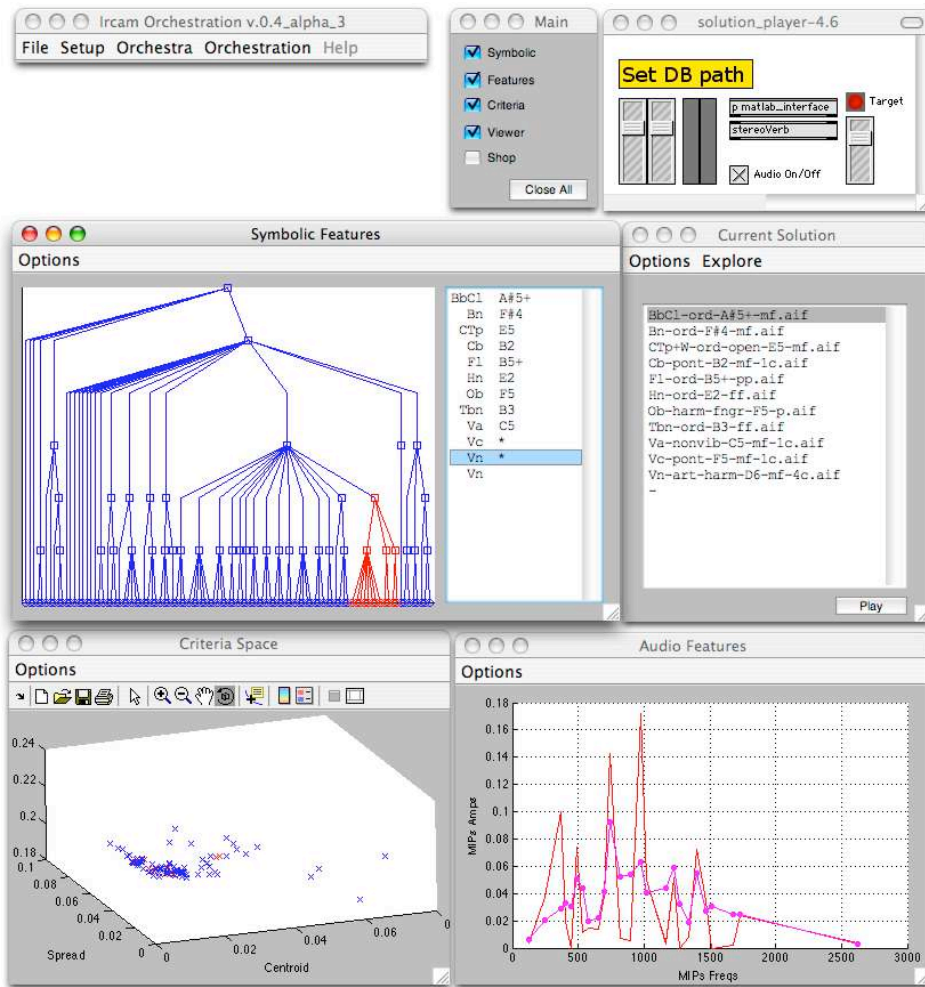 Ircam Orchestration v.0.4_alpha_3
File Setup Orchestra Orchestration Help
Main
Symbolic
Features
Criteria
Viewer
Shop
Close All
solution_player-4.6
Set DB path
p matlab_interface
stereoVerb
Target
Audio On/Off
Symbolic Features
Options
BbCl A#5+
Bn F#4
CTp E5
Cb B2
Fl B5+
Hn E2
Ob F5
Tbn B3
Va C5
Vc *
Vn *
Vn
Current Solution
Options Explore
BbCl-ord-A#5+-mf.aif
Bn-ord-F#4-mf.aif
CTp+W-ord-open-E5-mf.aif
Cb-pont-B2-mf-1c.aif
Fl-ord-B5+-pp.aif
Hn-ord-E2-ff.aif
Ob-harm-fngr-F5-p.aif
Tbn-ord-B3-ff.aif
Va-nonvib-C5-mf-1c.aif
Vc-pont-F5-mf-1c.aif
Vn-art-harm-D6-mf-4c.aif
-
Play
Criteria Space
Options
0.24
0.22
0.2
0.18
0.1
0.08
0.06
0.04
0.02
0
Spread
0
0.02
0.04
0.06
Centroid
Audio Features
Options
0.18
0.16
0.14
0.12
0.1
0.08
0.06
0.04
0.02
0
MIPs Amps
0 500 1000 1500 2000 2500 3000
MIPs Freqs